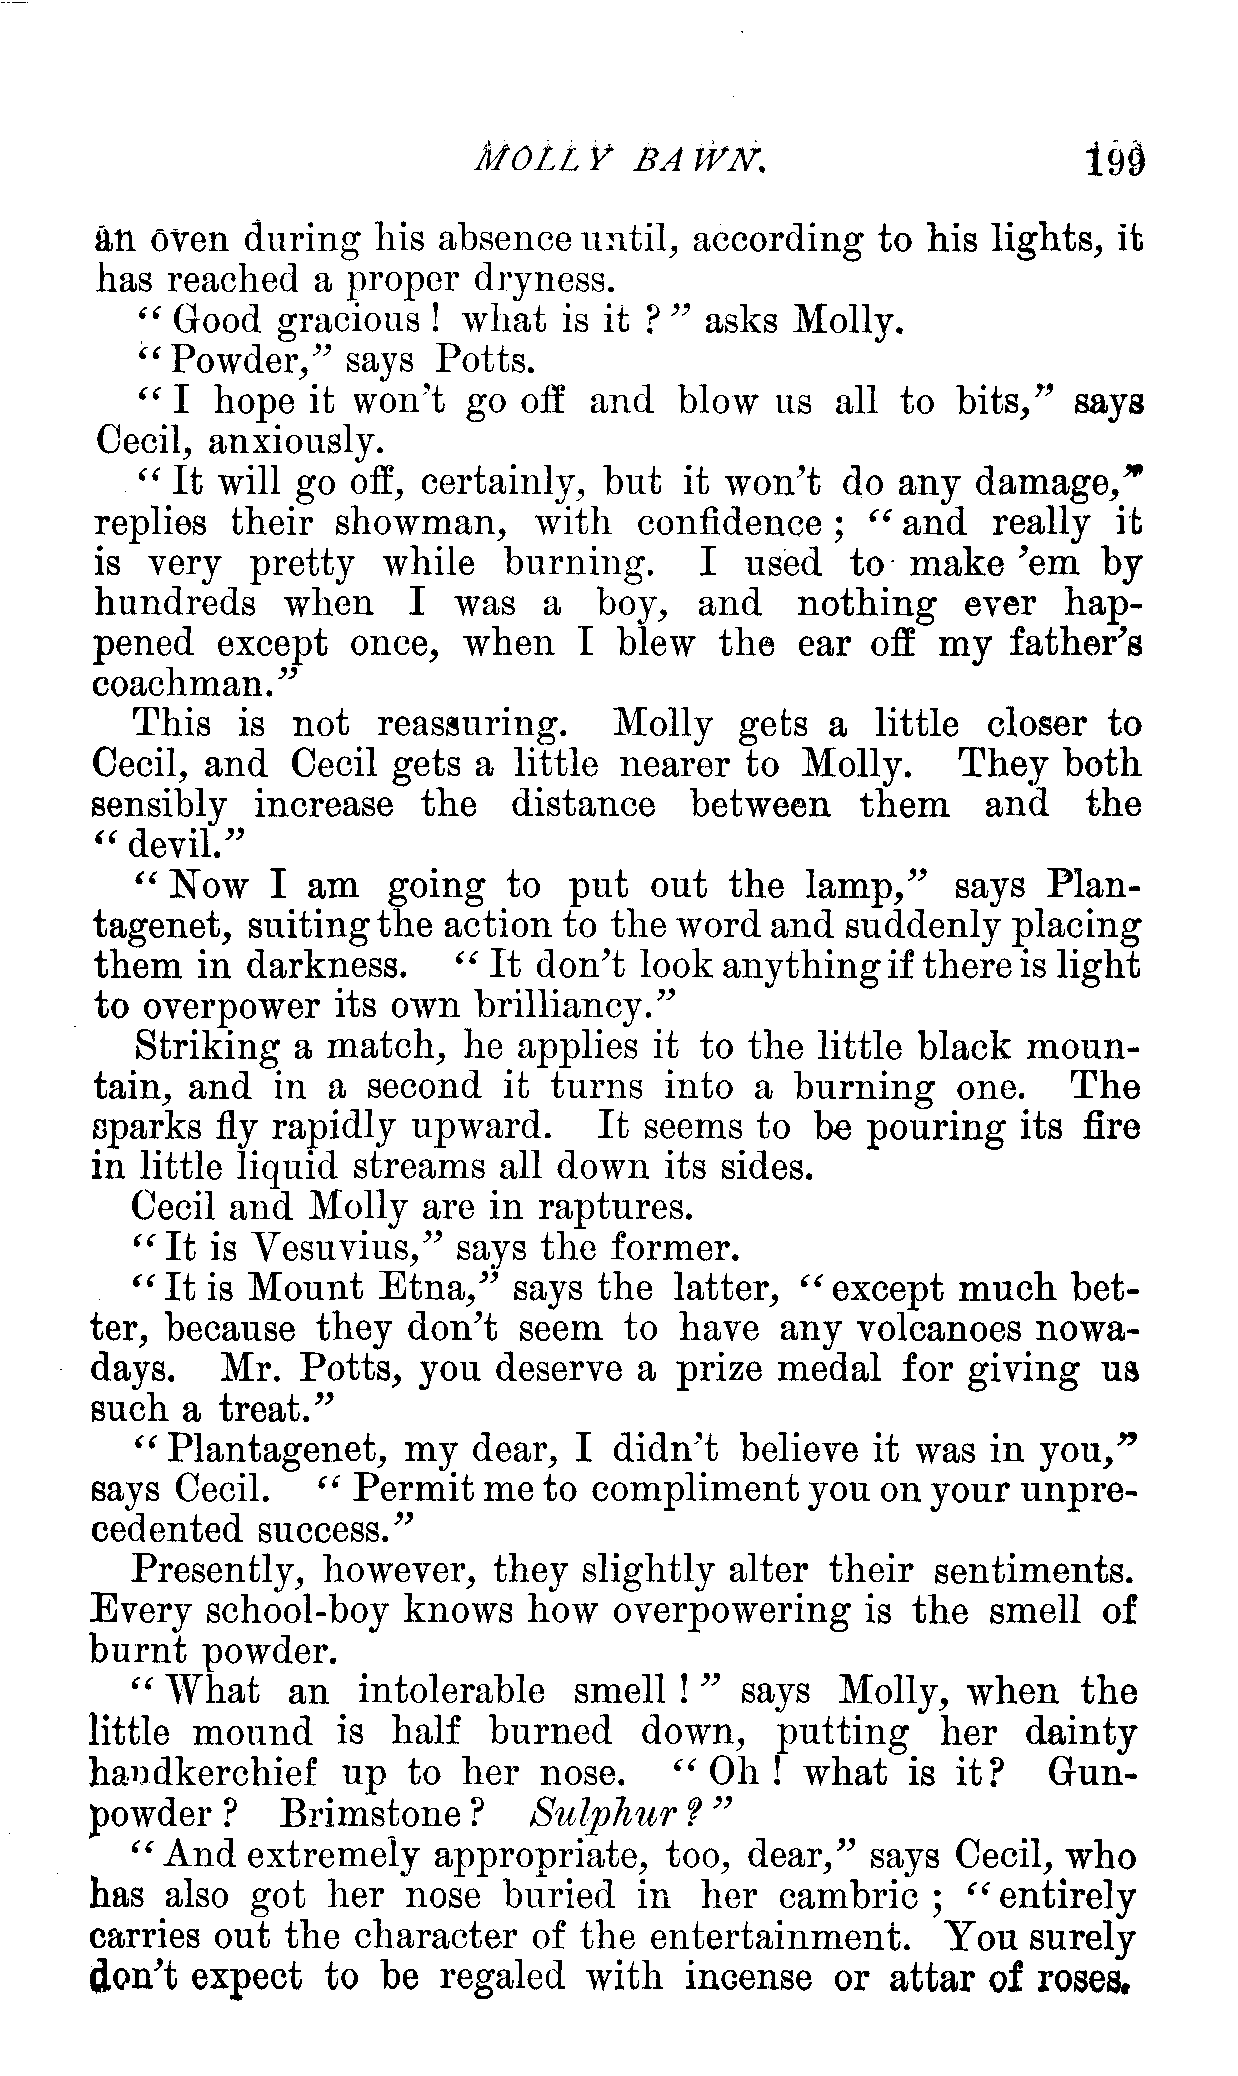 MOLLY BAWN. 199
an oven during his absence until, according to his lights, it
has reached a proper dryness.
“Good gracious! what is it?” asks Molly.
“Powder,” says Potts.
“I hope it won't go off and blow us all to bits,” says
Cecil, anxiously.
“It will go off, certainly, but it won't do any damage,”
replies their showman, with confidence; “and really it
is very pretty while burning. I used to make 'em by
hundreds when I was a boy, and nothing ever hap-
pened except once, when I blew the ear off my father's
coachman.”
This is not reassuring. Molly gets a little closer to
Cecil, and Cecil gets a little nearer to Molly. They both
sensibly increase the distance between them and the
“devil.”
“Now I am going to put out the lamp,” says Plan-
tagenet, suiting the action to the word and suddenly placing
them in darkness. “It don't look anything if there is light
to overpower its own brilliancy.”
Striking a match, he applies it to the little black moun-
tain, and in a second it turns into a burning one. The
sparks fly rapidly upward. It seems to be pouring its fire
in little liquid streams all down its sides.
Cecil and Molly are in raptures.
“It is Vesuvius,” says the former.
“It is Mount Etna,” says the latter, “except much bet-
ter, because they don't seem to have any volcanoes nowa-
days. Mr. Potts, you deserve a prize medal for giving us
such a treat.”
“Plantagenet, my dear, I didn't believe it was in you,”
says Cecil. “Permit me to compliment you on your unpre-
cedented success.”
Presently, however, they slightly alter their sentiments.
Every school-boy knows how overpowering is the smell of
burnt powder.
“What an intolerable smell!” says Molly, when the
little mound is half burned down, putting her dainty
handkerchief up to her nose. “Oh! what is it? Gun-
powder? Brimstone? Sulphur?”
“And extremely appropriate, too, dear,” says Cecil, who
has also got her nose buried in her cambric; “entirely
carries out the character of the entertainment. You surely
don't expect to be regaled with incense or attar of roses.